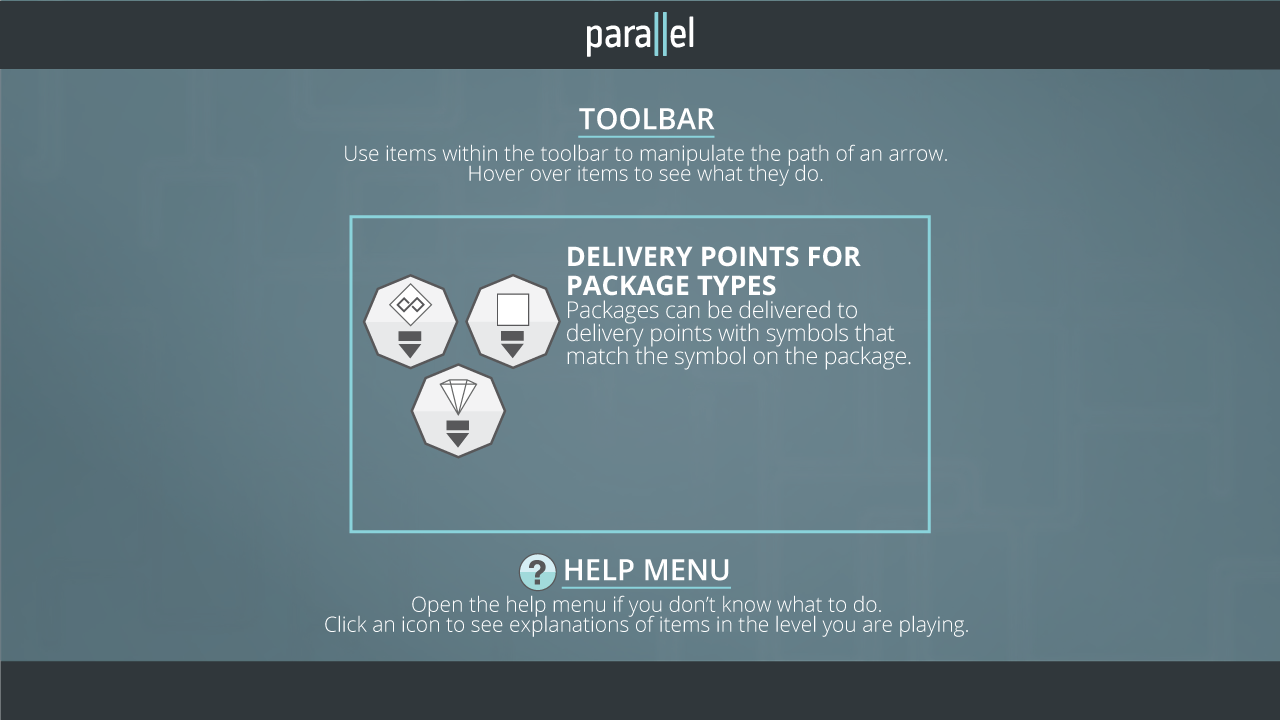 parallel
TOOLBAR
Use items within the toolbar to manipulate the path of an arrow.
Hover over items to see what they do.
DELIVERY POINTS FOR
PACKAGE TYPES
Packages can be delivered to
delivery points with symbols that
match the symbol on the package.
? HELP MENU
Open the help menu if you don’t know what to do.
Click an icon to see explanations of items in the level you are playing.